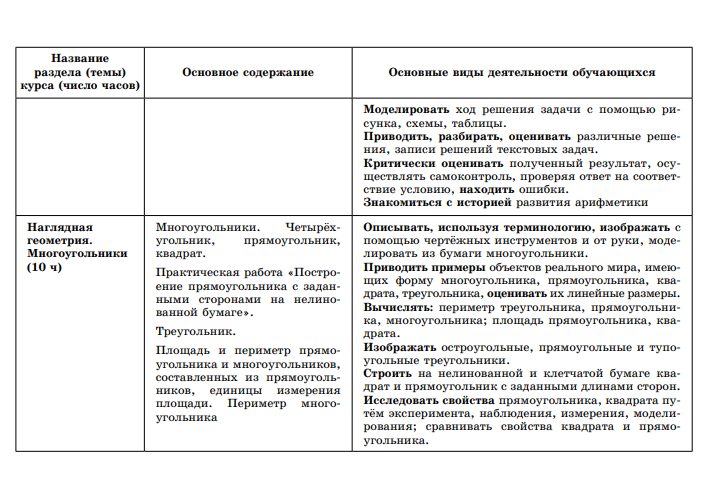 Название
раздела (темы)
курса (число часов)
Основное содержание
Основные виды деятельности обучающихся
Моделировать ход решения задачи с помощью ри-
сунка, схемы, таблицы.
Приводить, разбирать, оценивать различные реше-
ния, записи решений текстовых задач.
Критически оценивать полученный результат, осу-
ществлять самоконтроль, проверяя ответ на соответ-
ствие условию, находить ошибки.
Знакомиться с историей развития арифметики
Наглядная
геометрия.
Многоугольники
(10 ч)
Многоугольники. Четырёх-
угольник, прямоугольник,
квадрат.
Практическая работа «Построе-
ние прямоугольника с задан-
ными сторонами на нелино-
ванной бумаге».
Треугольник.
Площадь и периметр прямо-
угольника и многоугольников,
составленных из прямоуголь-
ников, единицы измерения
площади. Периметр много-
угольника
Описывать, используя терминологию, изображать с
помощью чертёжных инструментов и от руки, моде-
лировать из бумаги многоугольники.
Приводить примеры объектов реального мира, имею-
щих форму многоугольника, прямоугольника, ква-
драта, треугольника, оценивать их линейные размеры.
Вычислять: периметр треугольника, прямоугольни-
ка, многоугольника; площадь прямоугольника, ква-
драта.
Изображать остроугольные, прямоугольные и тупо-
угольные треугольники.
Строить на нелинованной и клетчатой бумаге ква-
драт и прямоугольник с заданными длинами сторон.
Исследовать свойства прямоугольника, квадрата пу-
тём эксперимента, наблюдения, измерения, модели-
рования; сравнивать свойства квадрата и прямо-
угольника.